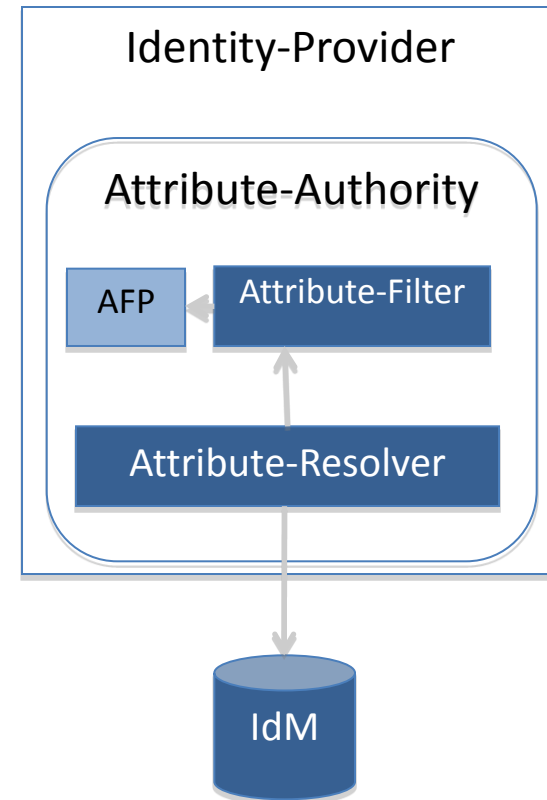 Identity-Provider
Attribute-Authority
AFP
Attribute-Filter
Attribute-Resolver
IdM